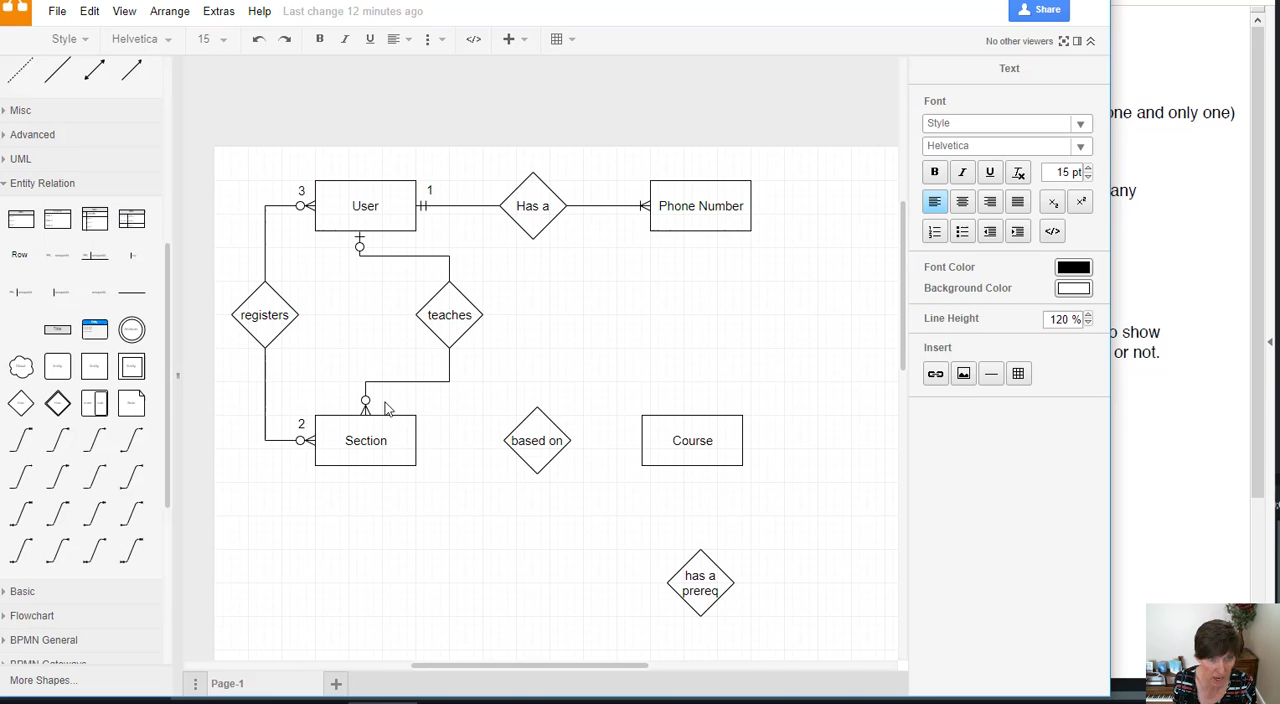 File Edit View Arrange Extras Help Last change 12 minutes ago
Share
Style Helvetica 15 B I U </>
No other viewers
Text
Misc
Advanced
UML
Entity Relation
Row
Basic
Flowchart
BPMN General
More Shapes...
3 User 1 Has a Phone Number
registers teaches
2 Section based on Course
has a
prereq
Page-1
Font
Style
Helvetica
B I U T 15 pt
x₂ x²
</>
Font Color
Background Color
Line Height 120 %
Insert
one and only one)
any
o show
or not.